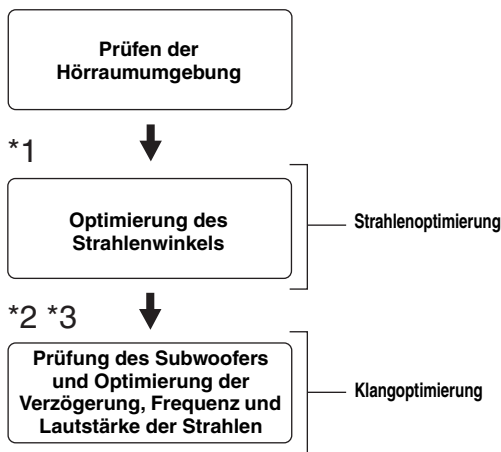 Prüfen der
Hörraumumgebung
*1
Optimierung des
Strahlenwinkels
Strahlenoptimierung
*2 *3
Prüfung des Subwoofers
und Optimierung der
Verzögerung, Frequenz und
Lautstärke der Strahlen
Klangoptimierung